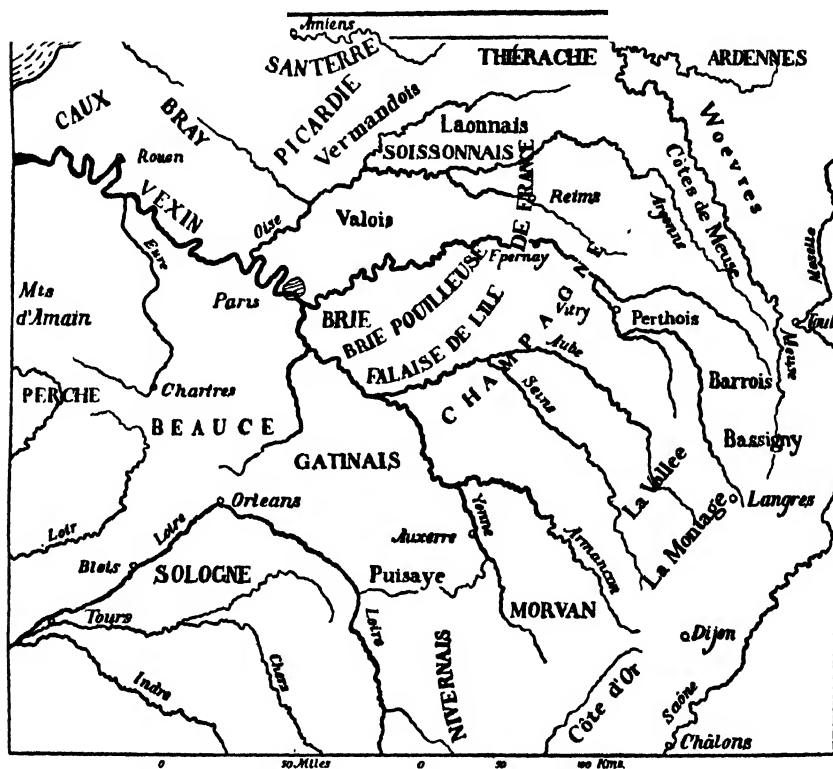 Amiens
SANTERRE
THIÉRACHE
ARDENNES
CAUX
BRAY
PICARDIE
Vermandois
Laonnais
SOISSONNAIS
Woevres
Côtes de Meuse
Rouen
VEXIN
Oise
Valois
DE FRANCE
Reims
Argonne
Moselle
Eure
Epernay
Mts
d'Amain
Paris
BRIE
BRIE POUILLEUSE
FALAISE DE L'ILE
CHAMPAGNE
Vitry
Perthois
Toul
Meuse
Aube
PERCHE
Chartres
Seine
Barrois
BEAUCE
Bassigny
GATINAIS
La Vallee
Orleans
Langres
Loir
Loire
Yonne
Auxerre
Armancon
La Montage
Blois
SOLOGNE
Puisaye
MORVAN
Tours
Loire
Dijon
Indre
Chers
NIVERNAIS
Côte d'Or
Saône
Châlons
0 50 Miles 0 50 100 Kms.